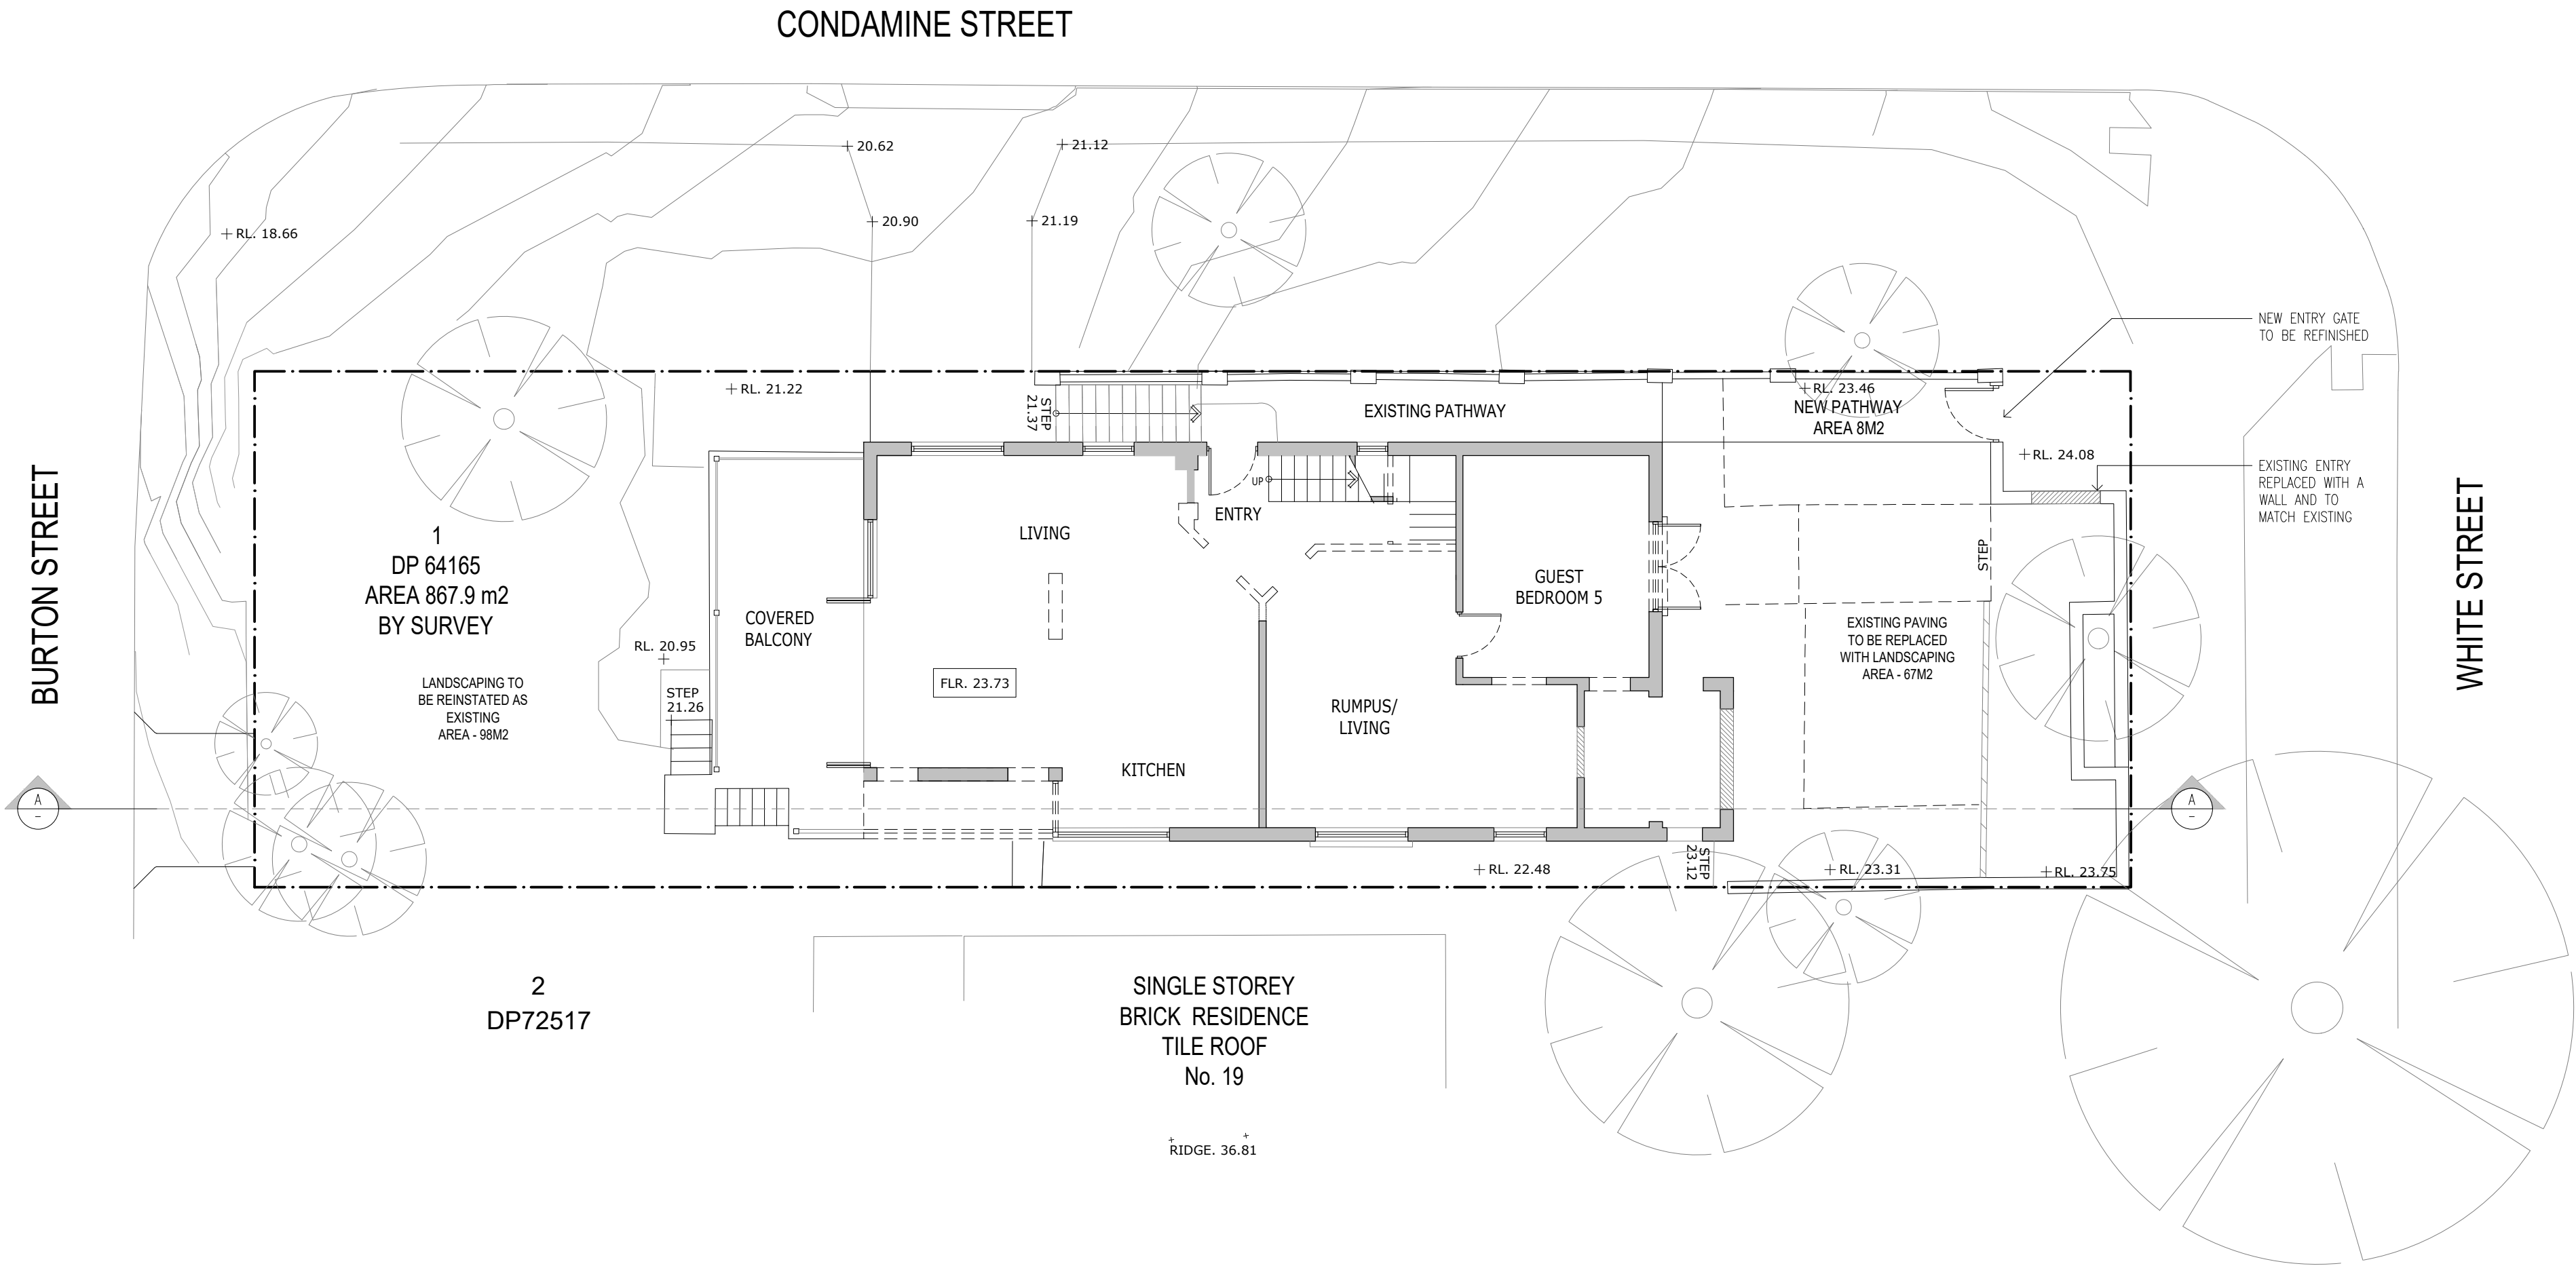 CONDAMINE STREET
20.62
21.12
20.90
21.19
RL. 18.66
NEW ENTRY GATE
TO BE REFINISHED
RL. 21.22
STEP
21.37
EXISTING PATHWAY
RL. 23.46
NEW PATHWAY
AREA 8M2
RL. 24.08
EXISTING ENTRY
REPLACED WITH A
WALL AND TO
MATCH EXISTING
BURTON STREET
WHITE STREET
1
DP 64165
AREA 867.9 m2
BY SURVEY
LIVING
UP
ENTRY
STEP
GUEST
BEDROOM 5
COVERED
BALCONY
RL. 20.95
EXISTING PAVING
TO BE REPLACED
WITH LANDSCAPING
AREA - 67M2
LANDSCAPING TO
BE REINSTATED AS
EXISTING
AREA - 98M2
STEP
21.26
FLR. 23.73
RUMPUS/
LIVING
KITCHEN
A
-
A
-
RL. 22.48
STEP
23.12
RL. 23.31
RL. 23.75
2
DP72517
SINGLE STOREY
BRICK RESIDENCE
TILE ROOF
No. 19
RIDGE. 36.81